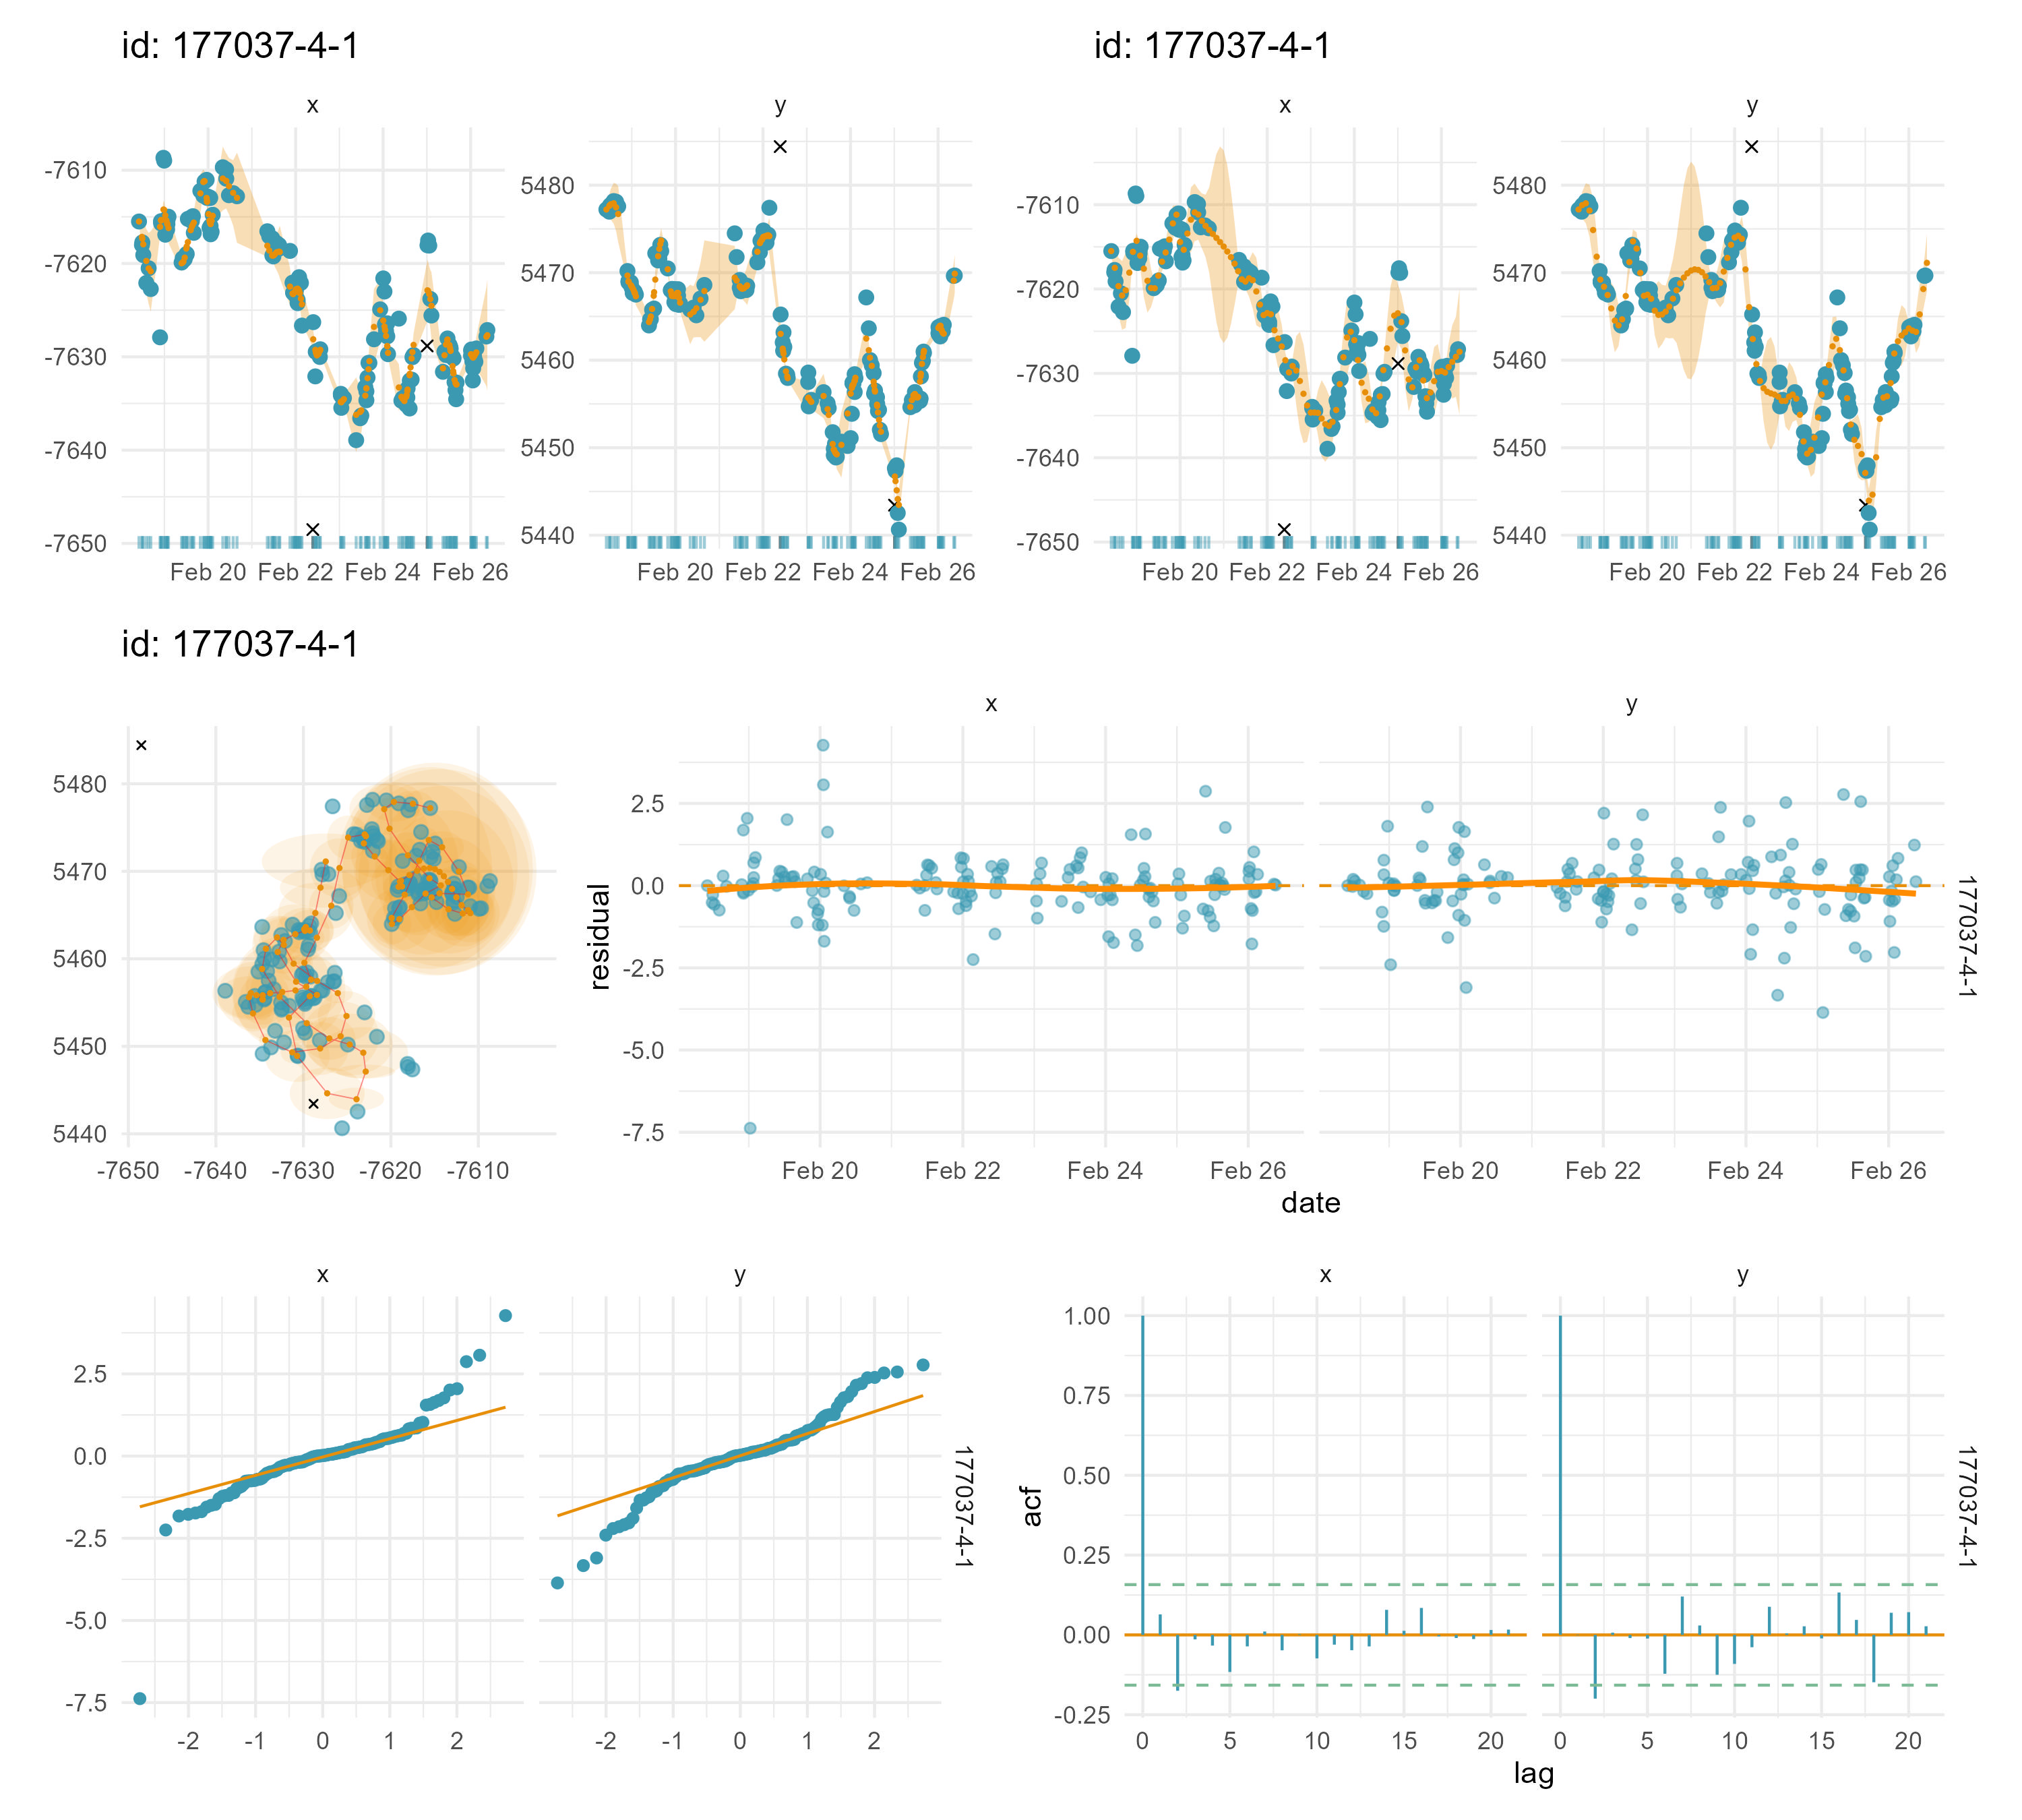 id: 177037-4-1
id: 177037-4-1
x
y
x
y
-7610
-7620
-7630
-7640
-7650
5480
5470
5460
5450
5440
-7610
-7620
-7630
-7640
-7650
5480
5470
5460
5450
5440
Feb 20 Feb 22 Feb 24 Feb 26
Feb 20 Feb 22 Feb 24 Feb 26
Feb 20 Feb 22 Feb 24 Feb 26
Feb 20 Feb 22 Feb 24 Feb 26
id: 177037-4-1
5480
5470
5460
5450
5440
-7650 -7640 -7630 -7620 -7610
x
y
residual
2.5
0.0
-2.5
-5.0
-7.5
177037-4-1
Feb 20 Feb 22 Feb 24 Feb 26
Feb 20 Feb 22 Feb 24 Feb 26
date
x
y
2.5
0.0
-2.5
-5.0
-7.5
177037-4-1
-2 -1 0 1 2
-2 -1 0 1 2
x
y
acf
1.00
0.75
0.50
0.25
0.00
-0.25
177037-4-1
0 5 10 15 20
0 5 10 15 20
lag